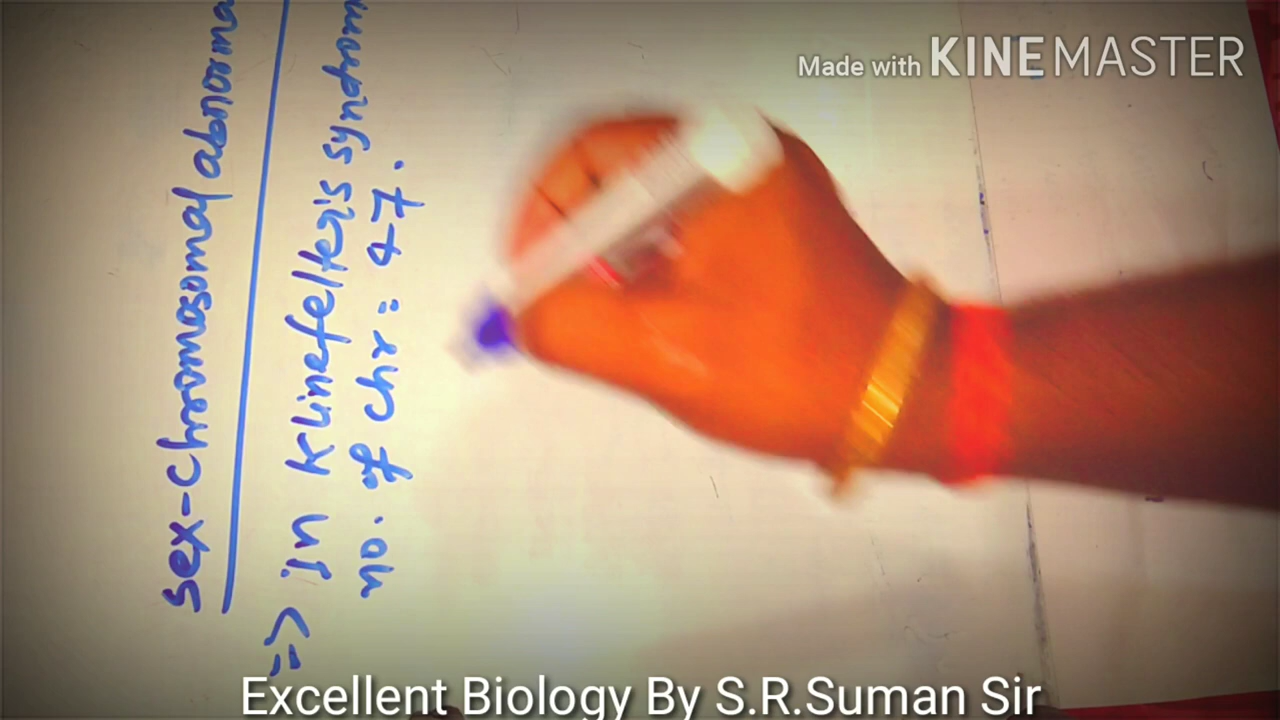 Made with KINEMASTER
sex-chromosomal abnorma
=> In Klinefelter's syndrom
no. of chr = 47.
Excellent Biology By S.R.Suman Sir